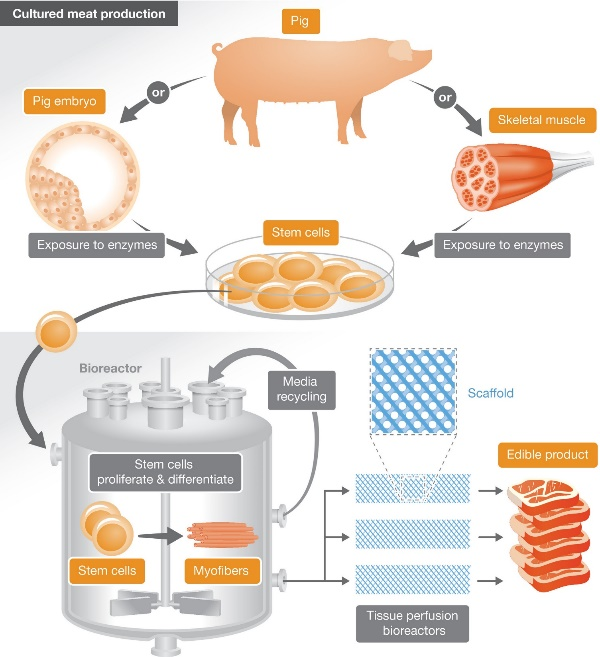 Cultured meat production
Pig
or
or
Pig embryo
Skeletal muscle
Exposure to enzymes
Stem cells
Exposure to enzymes
Bioreactor
Media
recycling
Scaffold
Stem cells
proliferate & differentiate
Edible product
Stem cells
Myofibers
Tissue perfusion
bioreactors